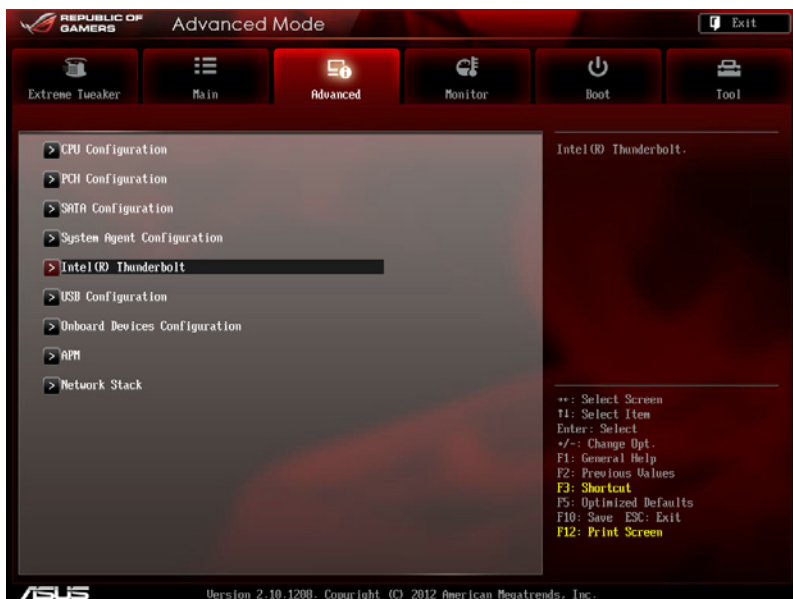 REPUBLIC OF
GAMERS
Advanced Mode
Exit
Extreme Tweaker
Main
Advanced
Monitor
Boot
Tool
> CPU Configuration
> PCH Configuration
> SATA Configuration
> System Agent Configuration
> Intel(R) Thunderbolt
> USB Configuration
> Onboard Devices Configuration
> APM
> Network Stack
Intel(R) Thunderbolt.
→←: Select Screen
↑↓: Select Item
Enter: Select
+/-: Change Opt.
F1: General Help
F2: Previous Values
F3: Shortcut
F5: Optimized Defaults
F10: Save ESC: Exit
F12: Print Screen
ASUS
Version 2.10.1208. Copyright (C) 2012 American Megatrends, Inc.